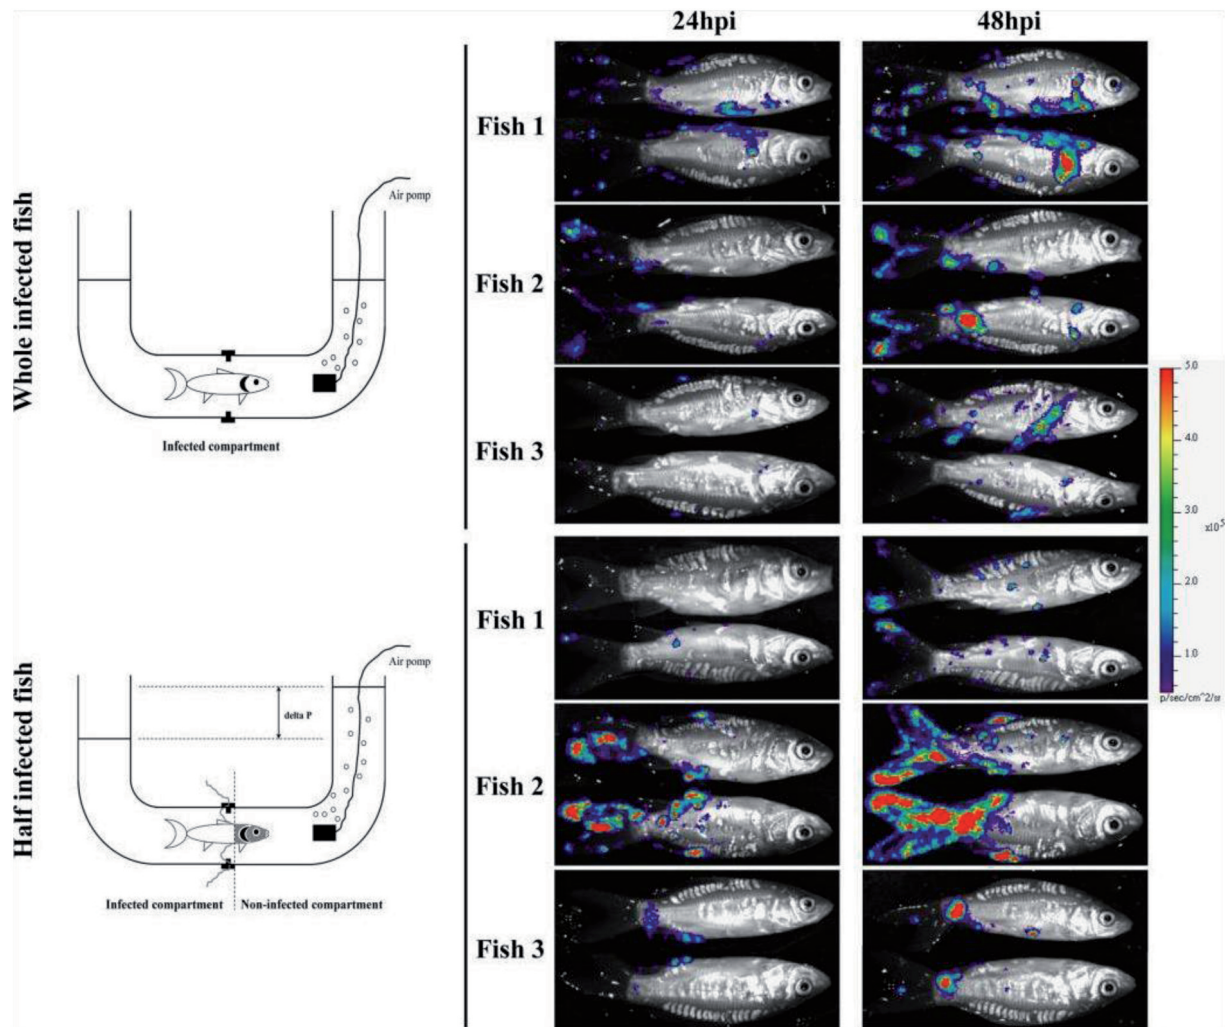 24hpi
48hpi
Whole infected fish
Air pomp
Infected compartment
Fish 1
Fish 2
Fish 3
Half infected fish
Air pomp
delta P
Infected compartment
Non-infected compartment
Fish 1
Fish 2
Fish 3
5.0
4.0
3.0
x10^5
2.0
1.0
p/sec/cm^2/sr